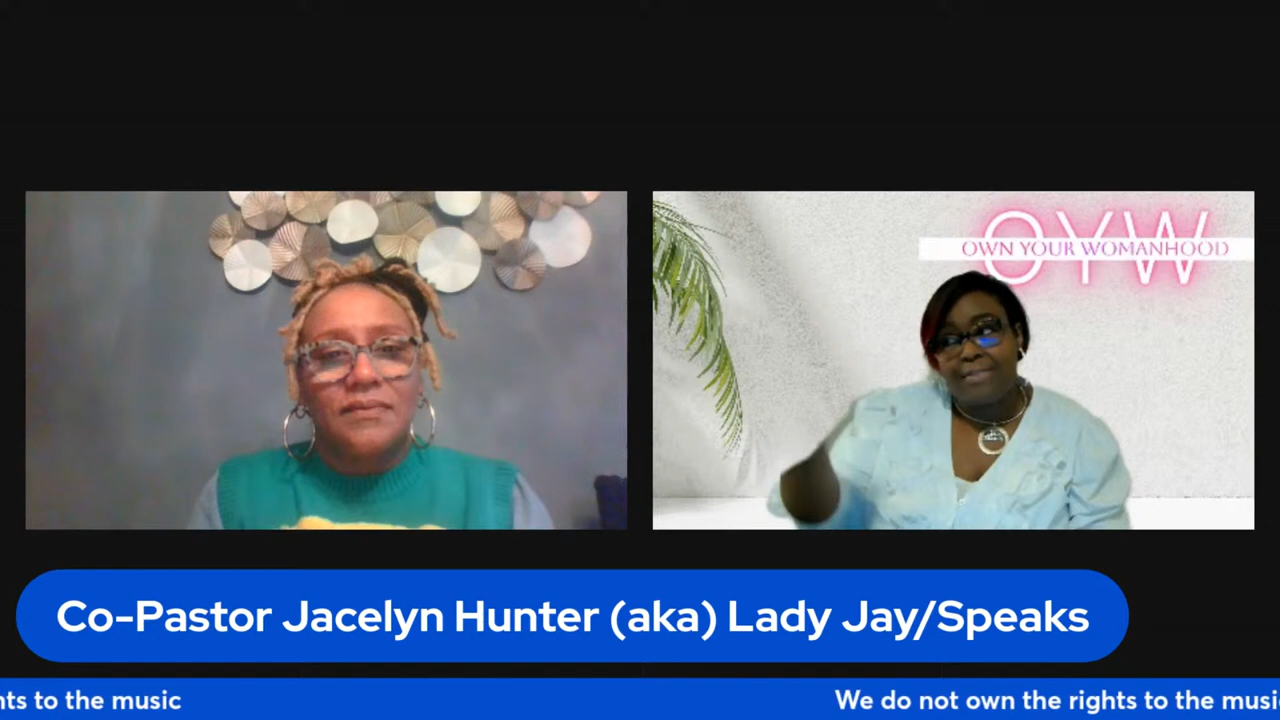 OYW
OWN YOUR WOMANHOOD
Co-Pastor Jacelyn Hunter (aka) Lady Jay/Speaks
hts to the music
We do not own the rights to the musi